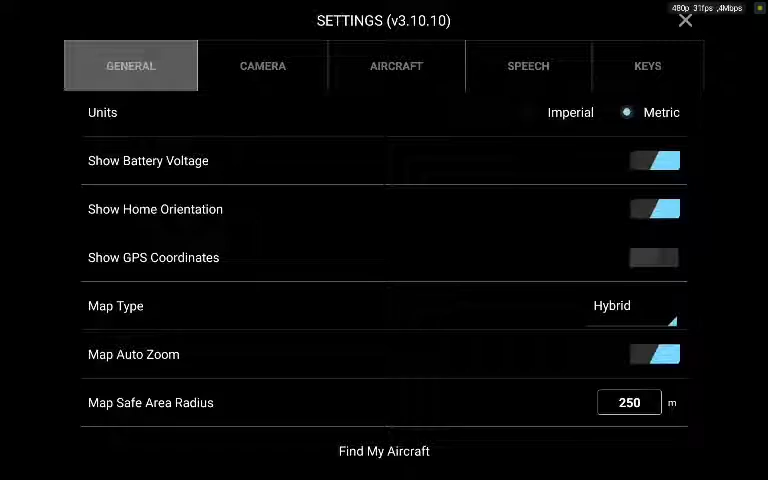 480p 31fps ,4Mbps
SETTINGS (v3.10.10)
GENERAL CAMERA AIRCRAFT SPEECH KEYS
Units Imperial Metric
Show Battery Voltage
Show Home Orientation
Show GPS Coordinates
Map Type Hybrid
Map Auto Zoom
Map Safe Area Radius 250 m
Find My Aircraft